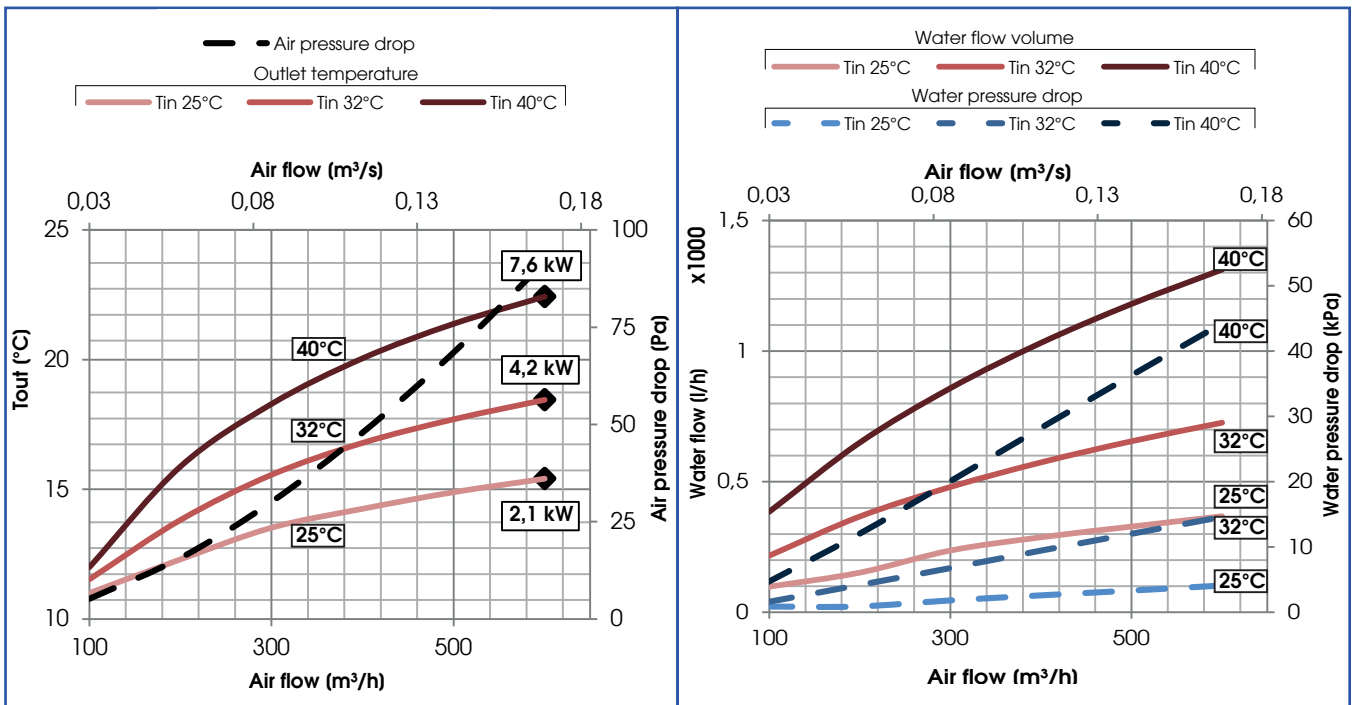 Air pressure drop
Outlet temperature
Tin 25°C Tin 32°C Tin 40°C
Air flow (m³/s)
0,03 0,08 0,13 0,18
25 100
7,6 kW
20 75
40°C
4,2 kW
50
32°C
15
2,1 kW
25°C
25
10 0
100 300 500
Tout (°C)
Air pressure drop (Pa)
Air flow (m³/h)
Water flow volume
Tin 25°C Tin 32°C Tin 40°C
Water pressure drop
Tin 25°C Tin 32°C Tin 40°C
Air flow (m³/s)
0,03 0,08 0,13 0,18
1,5 60
x1000
40°C
50
1 40
40°C
30
32°C
0,5 20
25°C
32°C
10
25°C
0 0
100 300 500
Water flow (l/h)
Water pressure drop (kPa)
Air flow (m³/h)